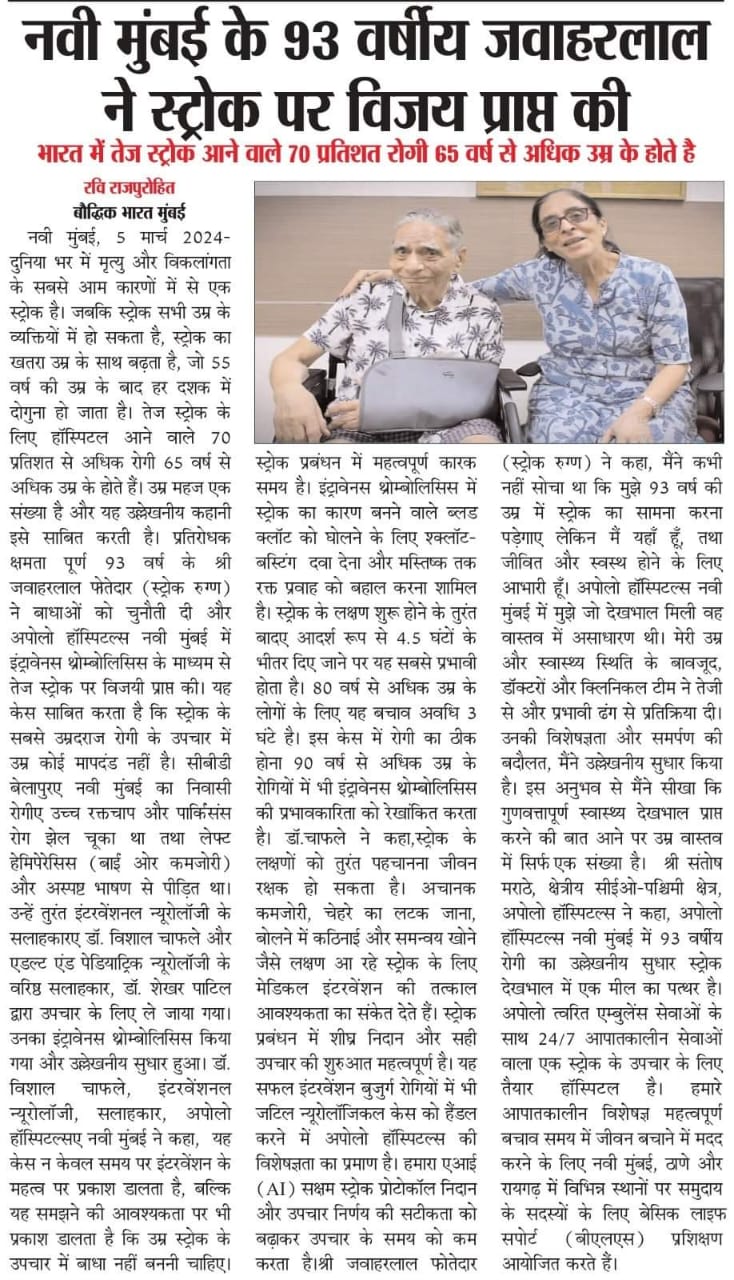 नवी मुंबई के 93 वर्षीय जवाहरलाल
ने स्ट्रोक पर विजय प्राप्त की
भारत में तेज स्ट्रोक आने वाले 70 प्रतिशत रोगी 65 वर्ष से अधिक उम्र के होते है
रवि राजपुरोहित
बौद्धिक भारत मुंबई
नवी मुंबई, 5 मार्च 2024-
दुनिया भर में मृत्यु और विकलांगता
के सबसे आम कारणों में से एक
स्ट्रोक है। जबकि स्ट्रोक सभी उम्र के
व्यक्तियों में हो सकता है, स्ट्रोक का
खतरा उम्र के साथ बढ़ता है, जो 55
वर्ष की उम्र के बाद हर दशक में
दोगुना हो जाता है। तेज स्ट्रोक के
लिए हॉस्पिटल आने वाले 70
प्रतिशत से अधिक रोगी 65 वर्ष से
अधिक उम्र के होते हैं। उम्र महज एक
संख्या है और यह उल्लेखनीय कहानी
इसे साबित करती है। प्रतिरोधक
क्षमता पूर्ण 93 वर्ष के श्री
जवाहरलाल फोतेदार (स्ट्रोक रुग्ण)
ने बाधाओं को चुनौती दी और
अपोलो हॉस्पिटल्स नवी मुंबई में
इंट्रावेनस थ्रोम्बोलिसिस के माध्यम से
तेज स्ट्रोक पर विजयी प्राप्त की। यह
केस साबित करता है कि स्ट्रोक के
सबसे उम्रदराज रोगी के उपचार में
उम्र कोई मापदंड नहीं है। सीबीडी
बेलापुरए नवी मुंबई का निवासी
रोगीए उच्च रक्तचाप और पार्किसंस
रोग झेल चूका था तथा लेफ्ट
हेमिपेरेसिस (बाईं ओर कमजोरी)
और अस्पष्ट भाषण से पीड़ित था।
उन्हें तुरंत इंटरवेंशनल न्यूरोलॉजी के
सलाहकारए डॉ. विशाल चाफले और
एडल्ट एंड पेडियाट्रिक न्यूरोलॉजी के
वरिष्ठ सलाहकार, डॉ. शेखर पाटिल
द्वारा उपचार के लिए ले जाया गया।
उनका इंट्रावेनस थ्रोम्बोलिसिस किया
गया और उल्लेखनीय सुधार हुआ। डॉ.
विशाल चाफले, इंटरवेंशनल
न्यूरोलॉजी, सलाहकार, अपोलो
हॉस्पिटल्सए नवी मुंबई ने कहा, यह
केस न केवल समय पर इंटरवेंशन के
महत्व पर प्रकाश डालता है, बल्कि
यह समझने की आवश्यकता पर भी
प्रकाश डालता है कि उम्र स्ट्रोक के
उपचार में बाधा नहीं बननी चाहिए।
स्ट्रोक प्रबंधन में महत्वपूर्ण कारक
समय है। इंट्रावेनस थ्रोम्बोलिसिस में
स्ट्रोक का कारण बनने वाले ब्लड
क्लॉट को घोलने के लिए श्क्लॉट-
बस्टिंग दवा देना और मस्तिष्क तक
रक्त प्रवाह को बहाल करना शामिल
है। स्ट्रोक के लक्षण शुरू होने के तुरंत
बादए आदर्श रूप से 4.5 घंटों के
भीतर दिए जाने पर यह सबसे प्रभावी
होता है। 80 वर्ष से अधिक उम्र के
लोगों के लिए यह बचाव अवधि 3
घंटे है। इस केस में रोगी का ठीक
होना 90 वर्ष से अधिक उम्र के
रोगियों में भी इंट्रावेनस थ्रोम्बोलिसिस
की प्रभावकारिता को रेखांकित करता
है। डॉ.चाफले ने कहा,स्ट्रोक के
लक्षणों को तुरंत पहचानना जीवन
रक्षक हो सकता है। अचानक
कमजोरी, चेहरे का लटक जाना,
बोलने में कठिनाई और समन्वय खोने
जैसे लक्षण आ रहे स्ट्रोक के लिए
मेडिकल इंटरवेंशन की तत्काल
आवश्यकता का संकेत देते हैं। स्ट्रोक
प्रबंधन में शीघ्र निदान और सही
उपचार की शुरुआत महत्वपूर्ण है। यह
सफल इंटरवेंशन बुजुर्ग रोगियों में भी
जटिल न्यूरोलॉजिकल केस को हैंडल
करने में अपोलो हॉस्पिटल्स की
विशेषज्ञता का प्रमाण है। हमारा एआई
(AI) सक्षम स्ट्रोक प्रोटोकॉल निदान
और उपचार निर्णय की सटीकता को
बढ़ाकर उपचार के समय को कम
करता है।श्री जवाहरलाल फोतेदार
(स्ट्रोक रुग्ण) ने कहा, मैंने कभी
नहीं सोचा था कि मुझे 93 वर्ष की
उम्र में स्ट्रोक का सामना करना
पड़ेगाए लेकिन मैं यहाँ हूँ, तथा
जीवित और स्वस्थ होने के लिए
आभारी हूँ। अपोलो हॉस्पिटल्स नवी
मुंबई में मुझे जो देखभाल मिली वह
वास्तव में असाधारण थी। मेरी उम्र
और स्वास्थ्य स्थिति के बावजूद,
डॉक्टरों और क्लिनिकल टीम ने तेजी
से और प्रभावी ढंग से प्रतिक्रिया दी।
उनकी विशेषज्ञता और समर्पण की
बदौलत, मैंने उल्लेखनीय सुधार किया
है। इस अनुभव से मैंने सीखा कि
गुणवत्तापूर्ण स्वास्थ्य देखभाल प्राप्त
करने की बात आने पर उम्र वास्तव
में सिर्फ एक संख्या है। श्री संतोष
मराठे, क्षेत्रीय सीईओ-पश्चिमी क्षेत्र,
अपोलो हॉस्पिटल्स ने कहा, अपोलो
हॉस्पिटल्स नवी मुंबई में 93 वर्षीय
रोगी का उल्लेखनीय सुधार स्ट्रोक
देखभाल में एक मील का पत्थर है।
अपोलो त्वरित एम्बुलेंस सेवाओं के
साथ 24/7 आपातकालीन सेवाओं
वाला एक स्ट्रोक के उपचार के लिए
तैयार हॉस्पिटल है। हमारे
आपातकालीन विशेषज्ञ महत्वपूर्ण
बचाव समय में जीवन बचाने में मदद
करने के लिए नवी मुंबई, ठाणे और
रायगढ़ में विभिन्न स्थानों पर समुदाय
के सदस्यों के लिए बेसिक लाइफ
सपोर्ट (बीएलएस) प्रशिक्षण
आयोजित करते हैं।